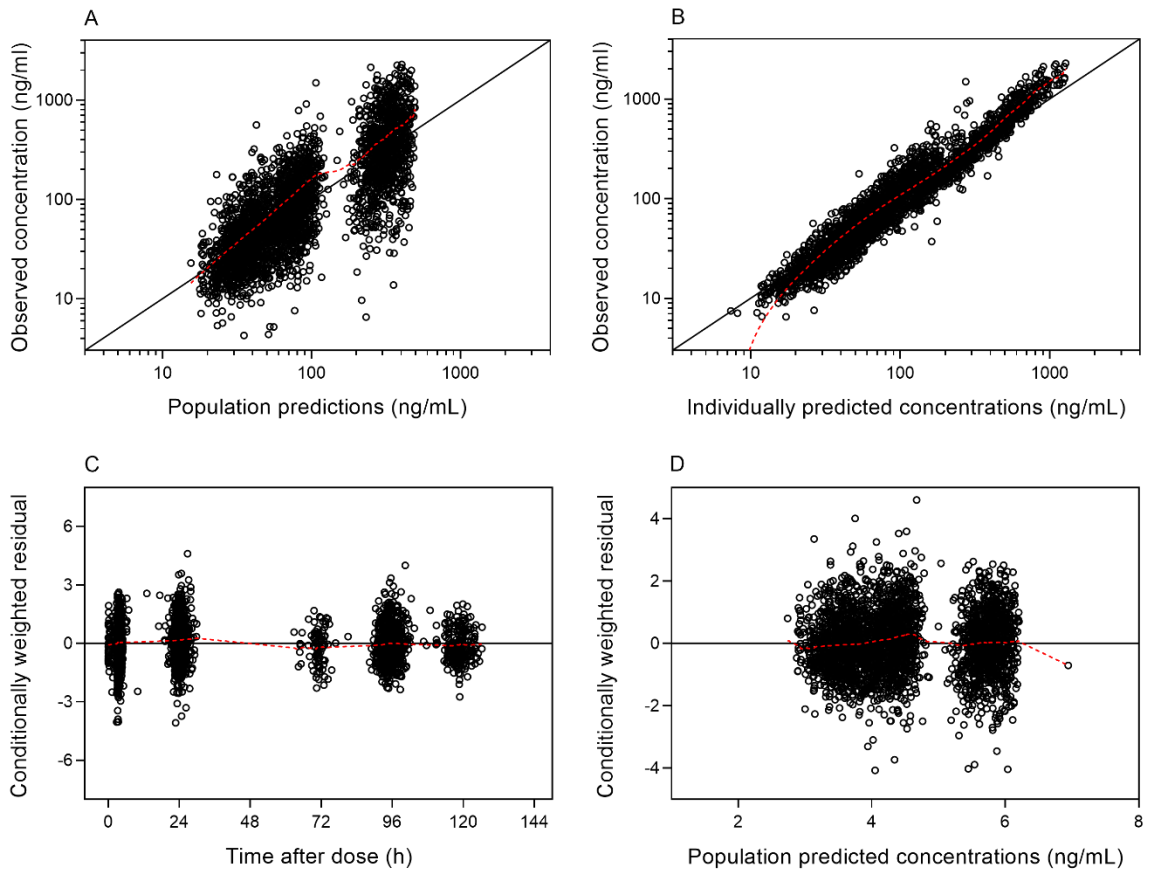 A
Observed concentration (ng/ml)
1000
100
10
10 100 1000
Population predictions (ng/mL)
B
Observed concentration (ng/ml)
1000
100
10
10 100 1000
Individually predicted concentrations (ng/mL)
C
Conditionally weighted residual
6
3
0
-3
-6
0 24 48 72 96 120 144
Time after dose (h)
D
Conditionally weighted residual
4
2
0
-2
-4
2 4 6 8
Population predicted concentrations (ng/mL)